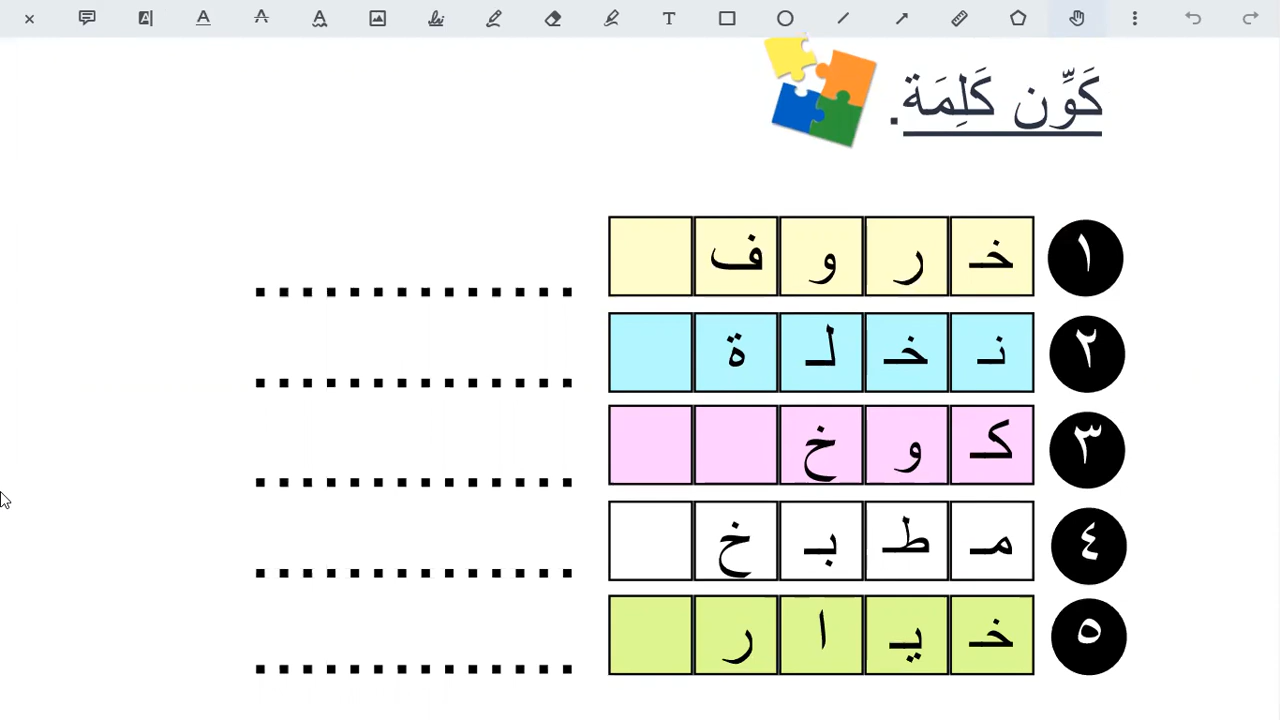 كَوِّن كَلِمَة.
١ خـ ر و ف ..............
٢ نـ خـ لـ ة ..............
٣ كـ و خ ..............
٤ مـ طـ بـ خ ..............
٥ خـ يـ ا ر ..............